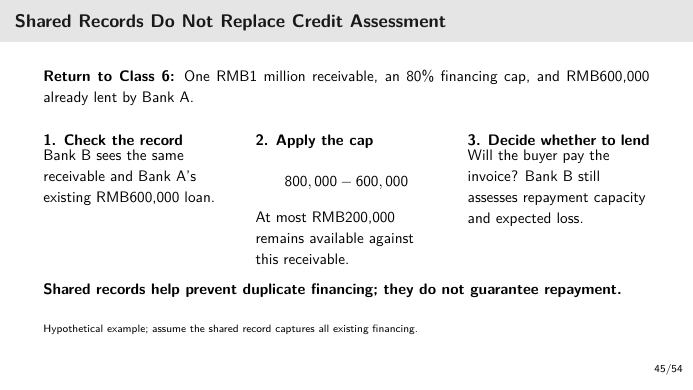 Shared Records Do Not Replace Credit Assessment
Return to Class 6: One RMB1 million receivable, an 80% financing cap, and RMB600,000
already lent by Bank A.
1. Check the record
Bank B sees the same
receivable and Bank A's
existing RMB600,000 loan.
2. Apply the cap
800,000 − 600,000
At most RMB200,000
remains available against
this receivable.
3. Decide whether to lend
Will the buyer pay the
invoice? Bank B still
assesses repayment capacity
and expected loss.
Shared records help prevent duplicate financing; they do not guarantee repayment.
Hypothetical example; assume the shared record captures all existing financing.
45/54